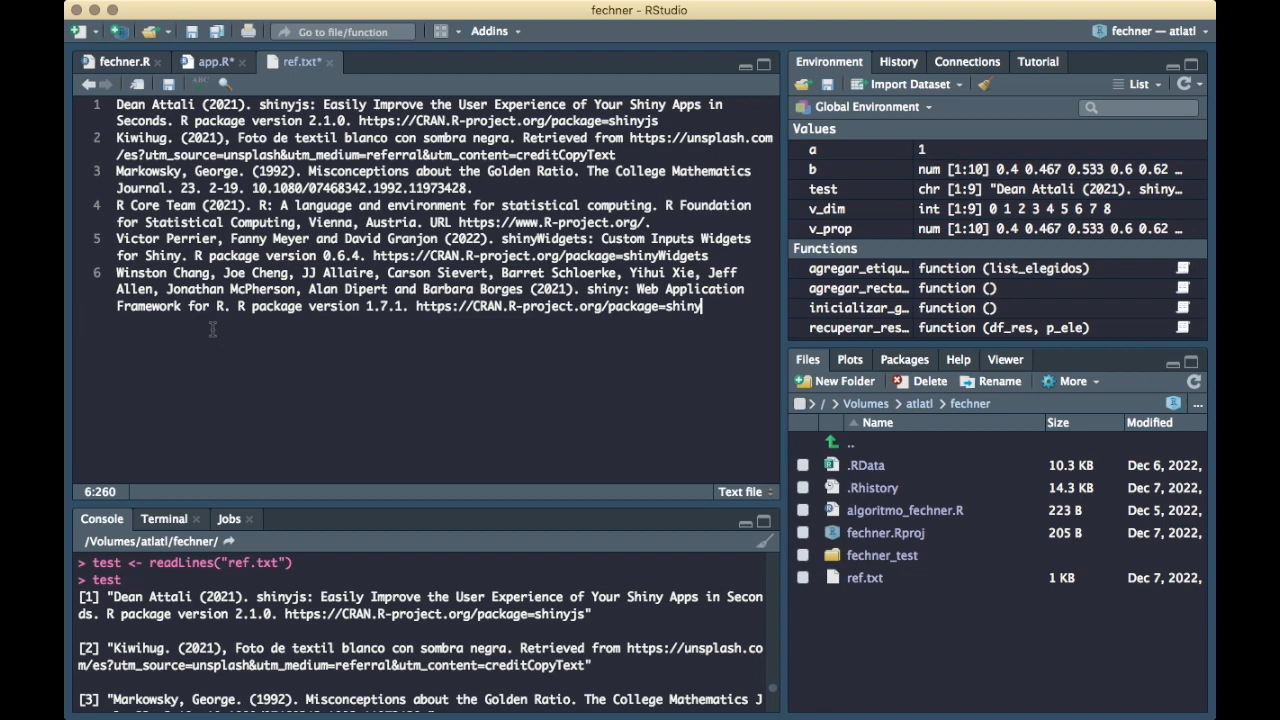 fechner - RStudio
Go to file/function
Addins
fechner — atlatl
fechner.R
app.R*
ref.txt*
1 Dean Attali (2021). shinyjs: Easily Improve the User Experience of Your Shiny Apps in
Seconds. R package version 2.1.0. https://CRAN.R-project.org/package=shinyjs
2 Kiwihug. (2021), Foto de textil blanco con sombra negra. Retrieved from https://unsplash.com
/es?utm_source=unsplash&utm_medium=referral&utm_content=creditCopyText
3 Markowsky, George. (1992). Misconceptions about the Golden Ratio. The College Mathematics
Journal. 23. 2-19. 10.1080/07468342.1992.11973428.
4 R Core Team (2021). R: A language and environment for statistical computing. R Foundation
for Statistical Computing, Vienna, Austria. URL https://www.R-project.org/.
5 Victor Perrier, Fanny Meyer and David Granjon (2022). shinyWidgets: Custom Inputs Widgets
for Shiny. R package version 0.6.4. https://CRAN.R-project.org/package=shinyWidgets
6 Winston Chang, Joe Cheng, JJ Allaire, Carson Sievert, Barret Schloerke, Yihui Xie, Jeff
Allen, Jonathan McPherson, Alan Dipert and Barbara Borges (2021). shiny: Web Application
Framework for R. R package version 1.7.1. https://CRAN.R-project.org/package=shiny
6:260
Text file
Console
Terminal
Jobs
/Volumes/atlatl/fechner/
> test <- readLines("ref.txt")
> test
[1] "Dean Attali (2021). shinyjs: Easily Improve the User Experience of Your Shiny Apps in Secon
ds. R package version 2.1.0. https://CRAN.R-project.org/package=shinyjs"
[2] "Kiwihug. (2021), Foto de textil blanco con sombra negra. Retrieved from https://unsplash.co
m/es?utm_source=unsplash&utm_medium=referral&utm_content=creditCopyText"
[3] "Markowsky, George. (1992). Misconceptions about the Golden Ratio. The College Mathematics J
Environment
History
Connections
Tutorial
Import Dataset
List
Global Environment
Values
a 1
b num [1:10] 0.4 0.467 0.533 0.6 0.62 …
test chr [1:9] "Dean Attali (2021). shiny…
v_dim int [1:9] 0 1 2 3 4 5 6 7 8
v_prop num [1:10] 0.4 0.467 0.533 0.6 0.62 …
Functions
agregar_etiqu… function (list_elegidos)
agregar_recta… function ()
inicializar_g… function ()
recuperar_res… function (df_res, p_ele)
Files
Plots
Packages
Help
Viewer
New Folder
Delete
Rename
More
/ Volumes atlatl fechner
...
Name Size Modified
..
.RData 10.3 KB Dec 6, 2022,
.Rhistory 14.3 KB Dec 7, 2022,
algoritmo_fechner.R 223 B Dec 5, 2022,
fechner.Rproj 205 B Dec 7, 2022,
fechner_test
ref.txt 1 KB Dec 7, 2022,